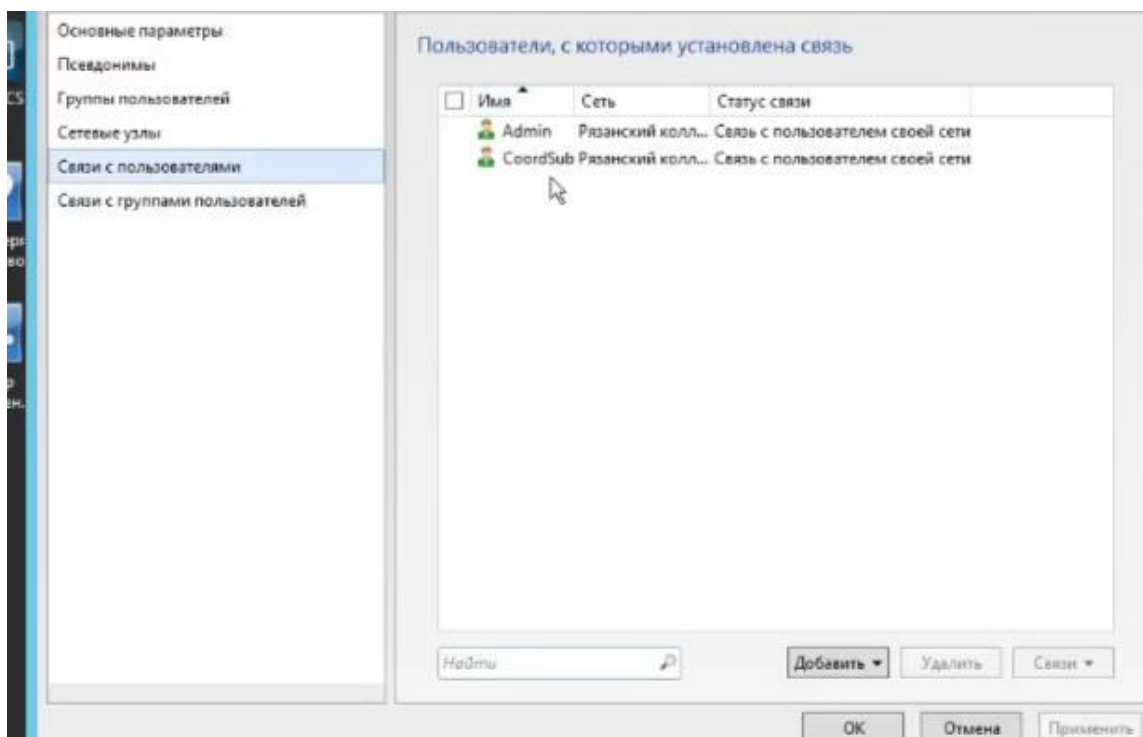 Основные параметры
Псевдонимы
Группы пользователей
Сетевые узлы
Связи с пользователями
Связи с группами пользователей
Пользователи, с которыми установлена связь
Имя Сеть Статус связи
Admin Рязанский колл... Связь с пользователем своей сети
CoordSub Рязанский колл... Связь с пользователем своей сети
Найти
Добавить Удалить Связи
ОК Отмена Применить